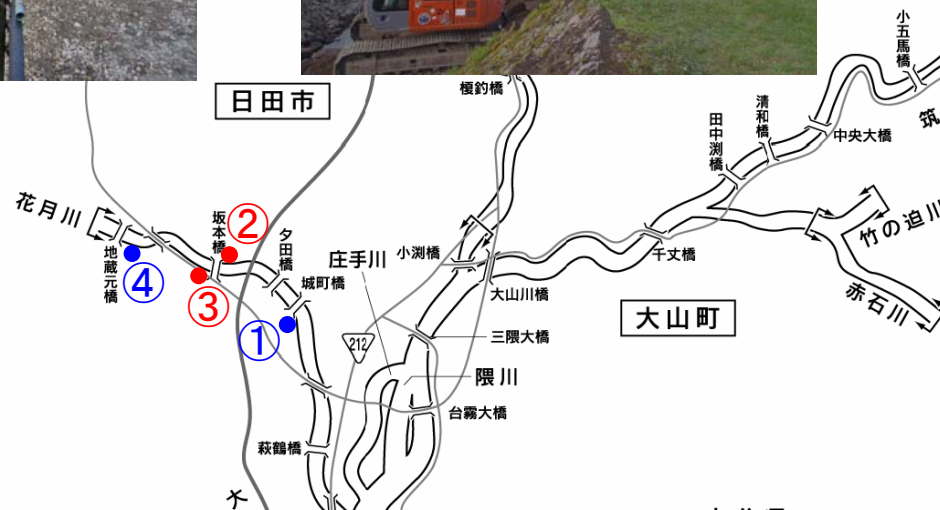 小五馬橋
榎釣橋
日田市
清和橋
田中渕橋
筑
中央大橋
花月川
坂本橋
②
夕田橋
竹の迫川
地蔵元橋
④
小渕橋
庄手川
千丈橋
③
城町橋
大山川橋
赤石川
大山町
①
212
三隈大橋
隈川
台霧大橋
萩鶴橋
大